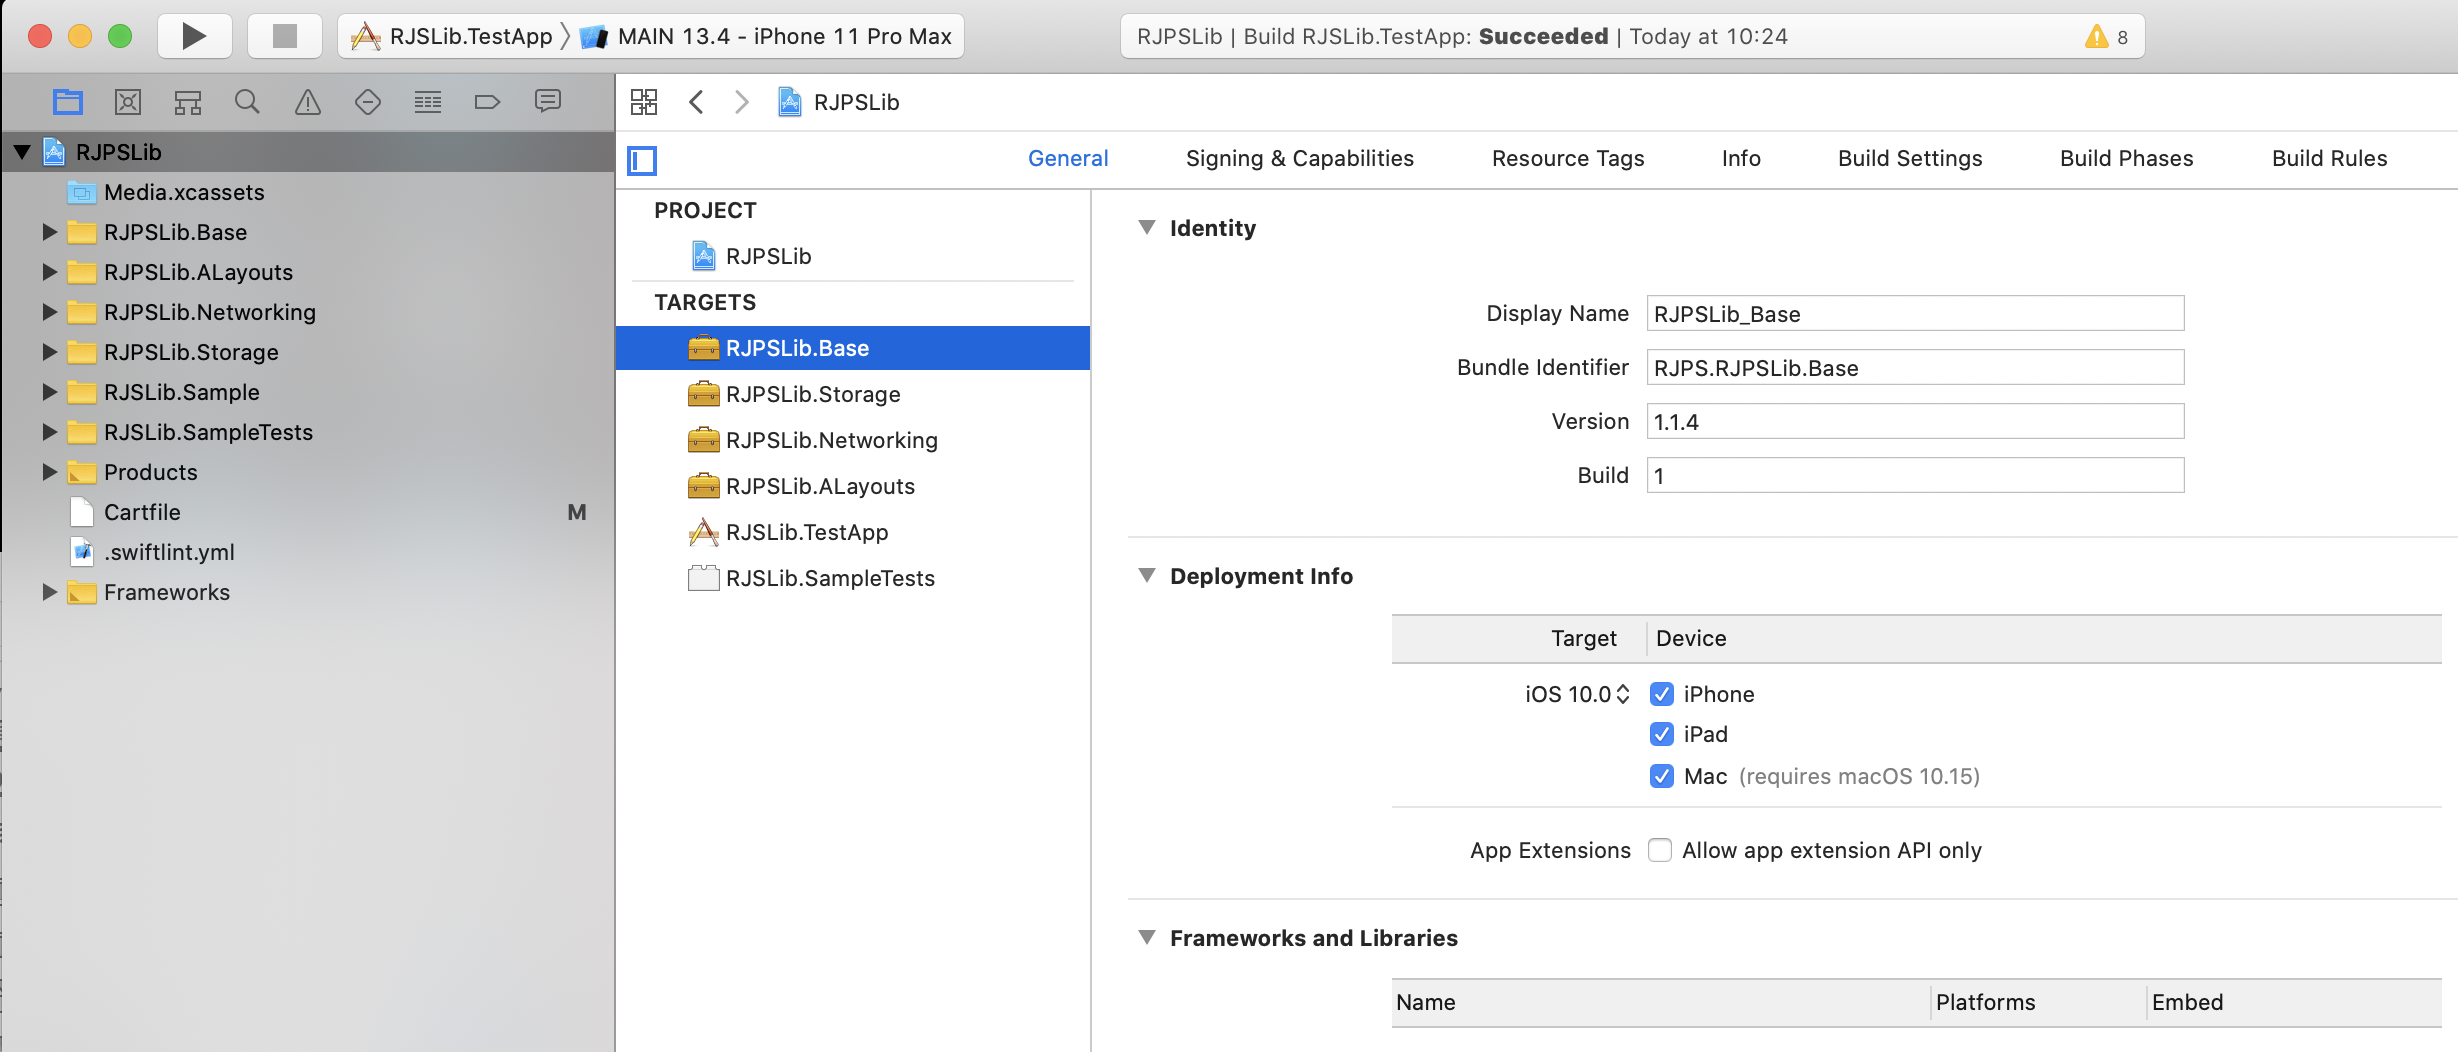 RJSLib.TestApp MAIN 13.4 - iPhone 11 Pro Max
RJPSLib | Build RJSLib.TestApp: Succeeded | Today at 10:24
8
RJPSLib
Media.xcassets
RJPSLib.Base
RJPSLib.ALayouts
RJPSLib.Networking
RJPSLib.Storage
RJSLib.Sample
RJSLib.SampleTests
Products
Cartfile M
.swiftlint.yml
Frameworks
RJPSLib
General Signing & Capabilities Resource Tags Info Build Settings Build Phases Build Rules
PROJECT
RJPSLib
TARGETS
RJPSLib.Base
RJPSLib.Storage
RJPSLib.Networking
RJPSLib.ALayouts
RJSLib.TestApp
RJSLib.SampleTests
Identity
Display Name RJPSLib_Base
Bundle Identifier RJPS.RJPSLib.Base
Version 1.1.4
Build 1
Deployment Info
Target Device
iOS 10.0 iPhone
iPad
Mac (requires macOS 10.15)
App Extensions Allow app extension API only
Frameworks and Libraries
Name Platforms Embed